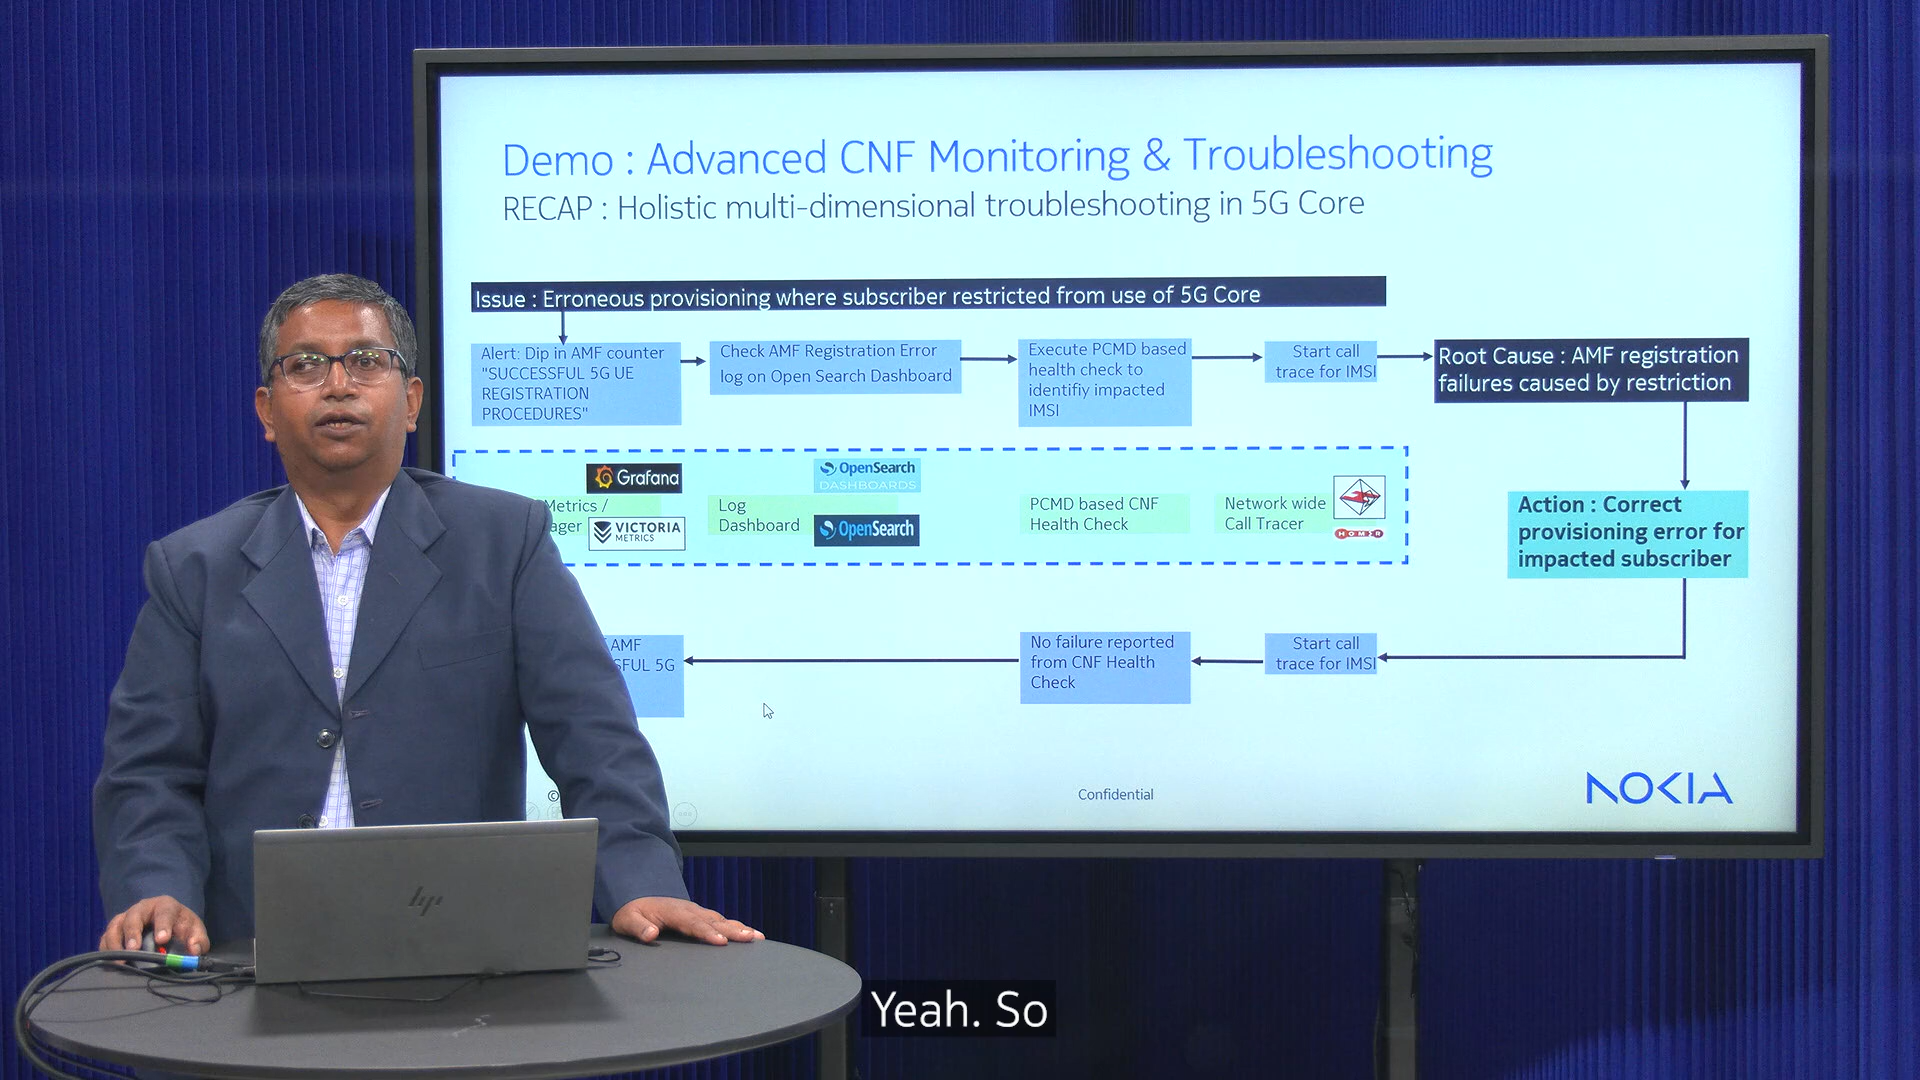 Demo : Advanced CNF Monitoring & Troubleshooting
RECAP : Holistic multi-dimensional troubleshooting in 5G Core
Issue : Erroneous provisioning where subscriber restricted from use of 5G Core
Alert: Dip in AMF counter
"SUCCESSFUL 5G UE
REGISTRATION
PROCEDURES"
Check AMF Registration Error
log on Open Search Dashboard
Execute PCMD based
health check to
identifiy impacted
IMSI
Start call
trace for IMSI
Root Cause : AMF registration
failures caused by restriction
Grafana
Metrics /
VICTORIA
METRICS
OpenSearch
DASHBOARDS
Log
Dashboard
OpenSearch
PCMD based CNF
Health Check
Network wide
Call Tracer
HOMER
Action : Correct
provisioning error for
impacted subscriber
AMF
5G
No failure reported
from CNF Health
Check
Start call
trace for IMSI
©
Confidential
NOKIA
hp
Yeah. So